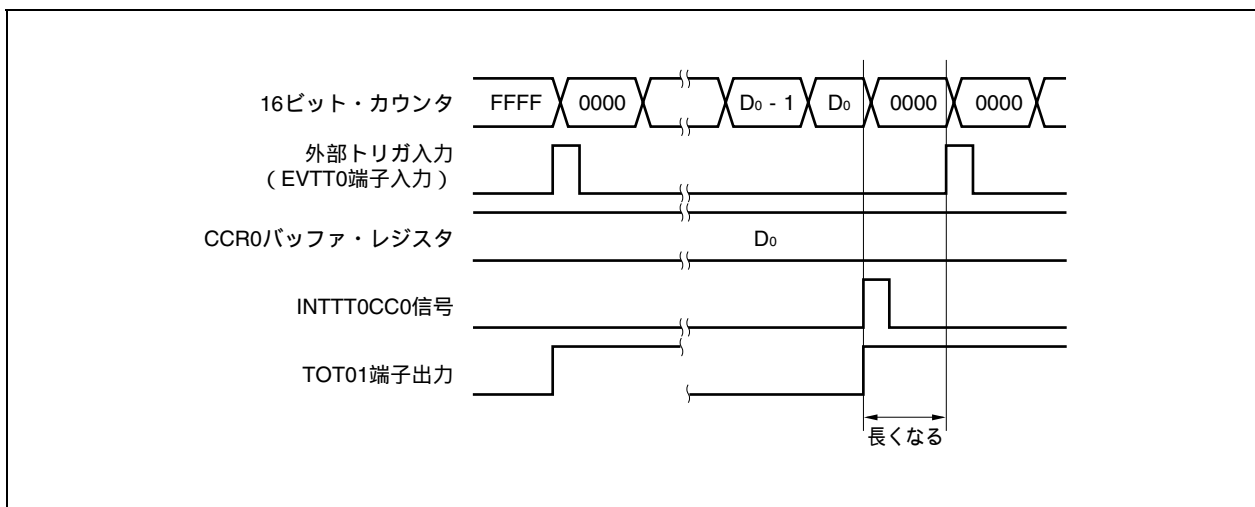 16ビット・カウンタ
FFFF 0000 D0 - 1 D0 0000 0000
外部トリガ入力
（EVTT0端子入力）
CCR0バッファ・レジスタ
D0
INTTT0CC0信号
TOT01端子出力
長くなる